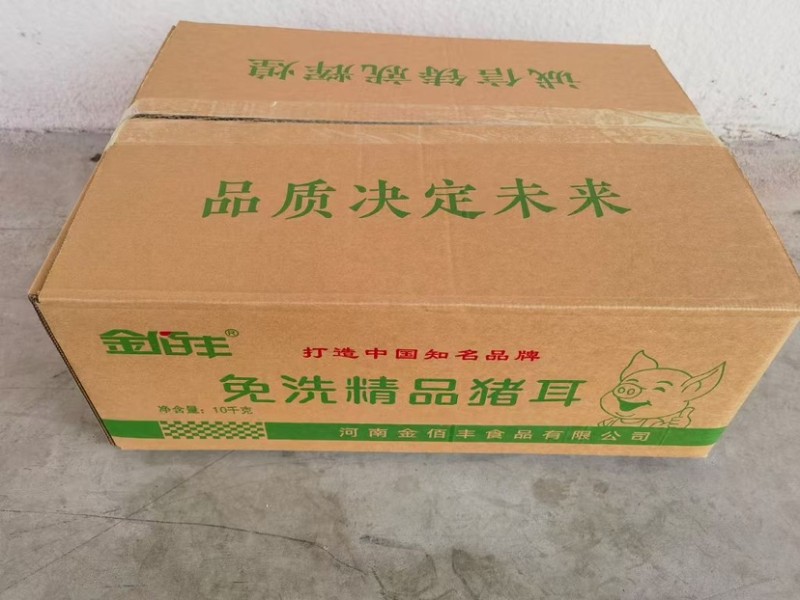 诚信铸就辉煌
品质决定未来
金佰丰®
打造中国知名品牌
免洗精品猪耳
净含量：10千克
河南金佰丰食品有限公司